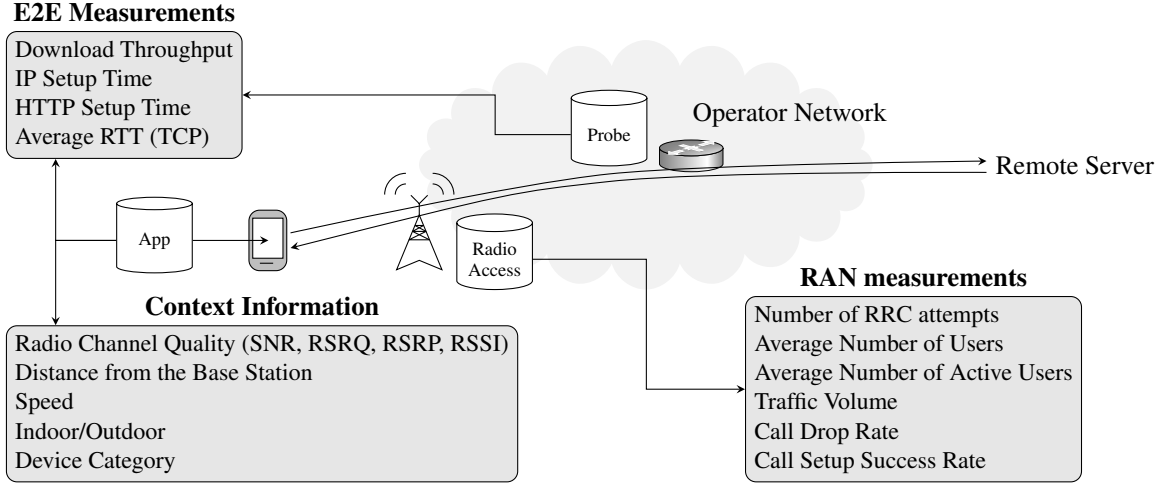 E2E Measurements
Download Throughput
IP Setup Time
HTTP Setup Time
Average RTT (TCP)
Probe
Operator Network
Remote Server
App
Radio
Access
Context Information
Radio Channel Quality (SNR, RSRQ, RSRP, RSSI)
Distance from the Base Station
Speed
Indoor/Outdoor
Device Category
RAN measurements
Number of RRC attempts
Average Number of Users
Average Number of Active Users
Traffic Volume
Call Drop Rate
Call Setup Success Rate